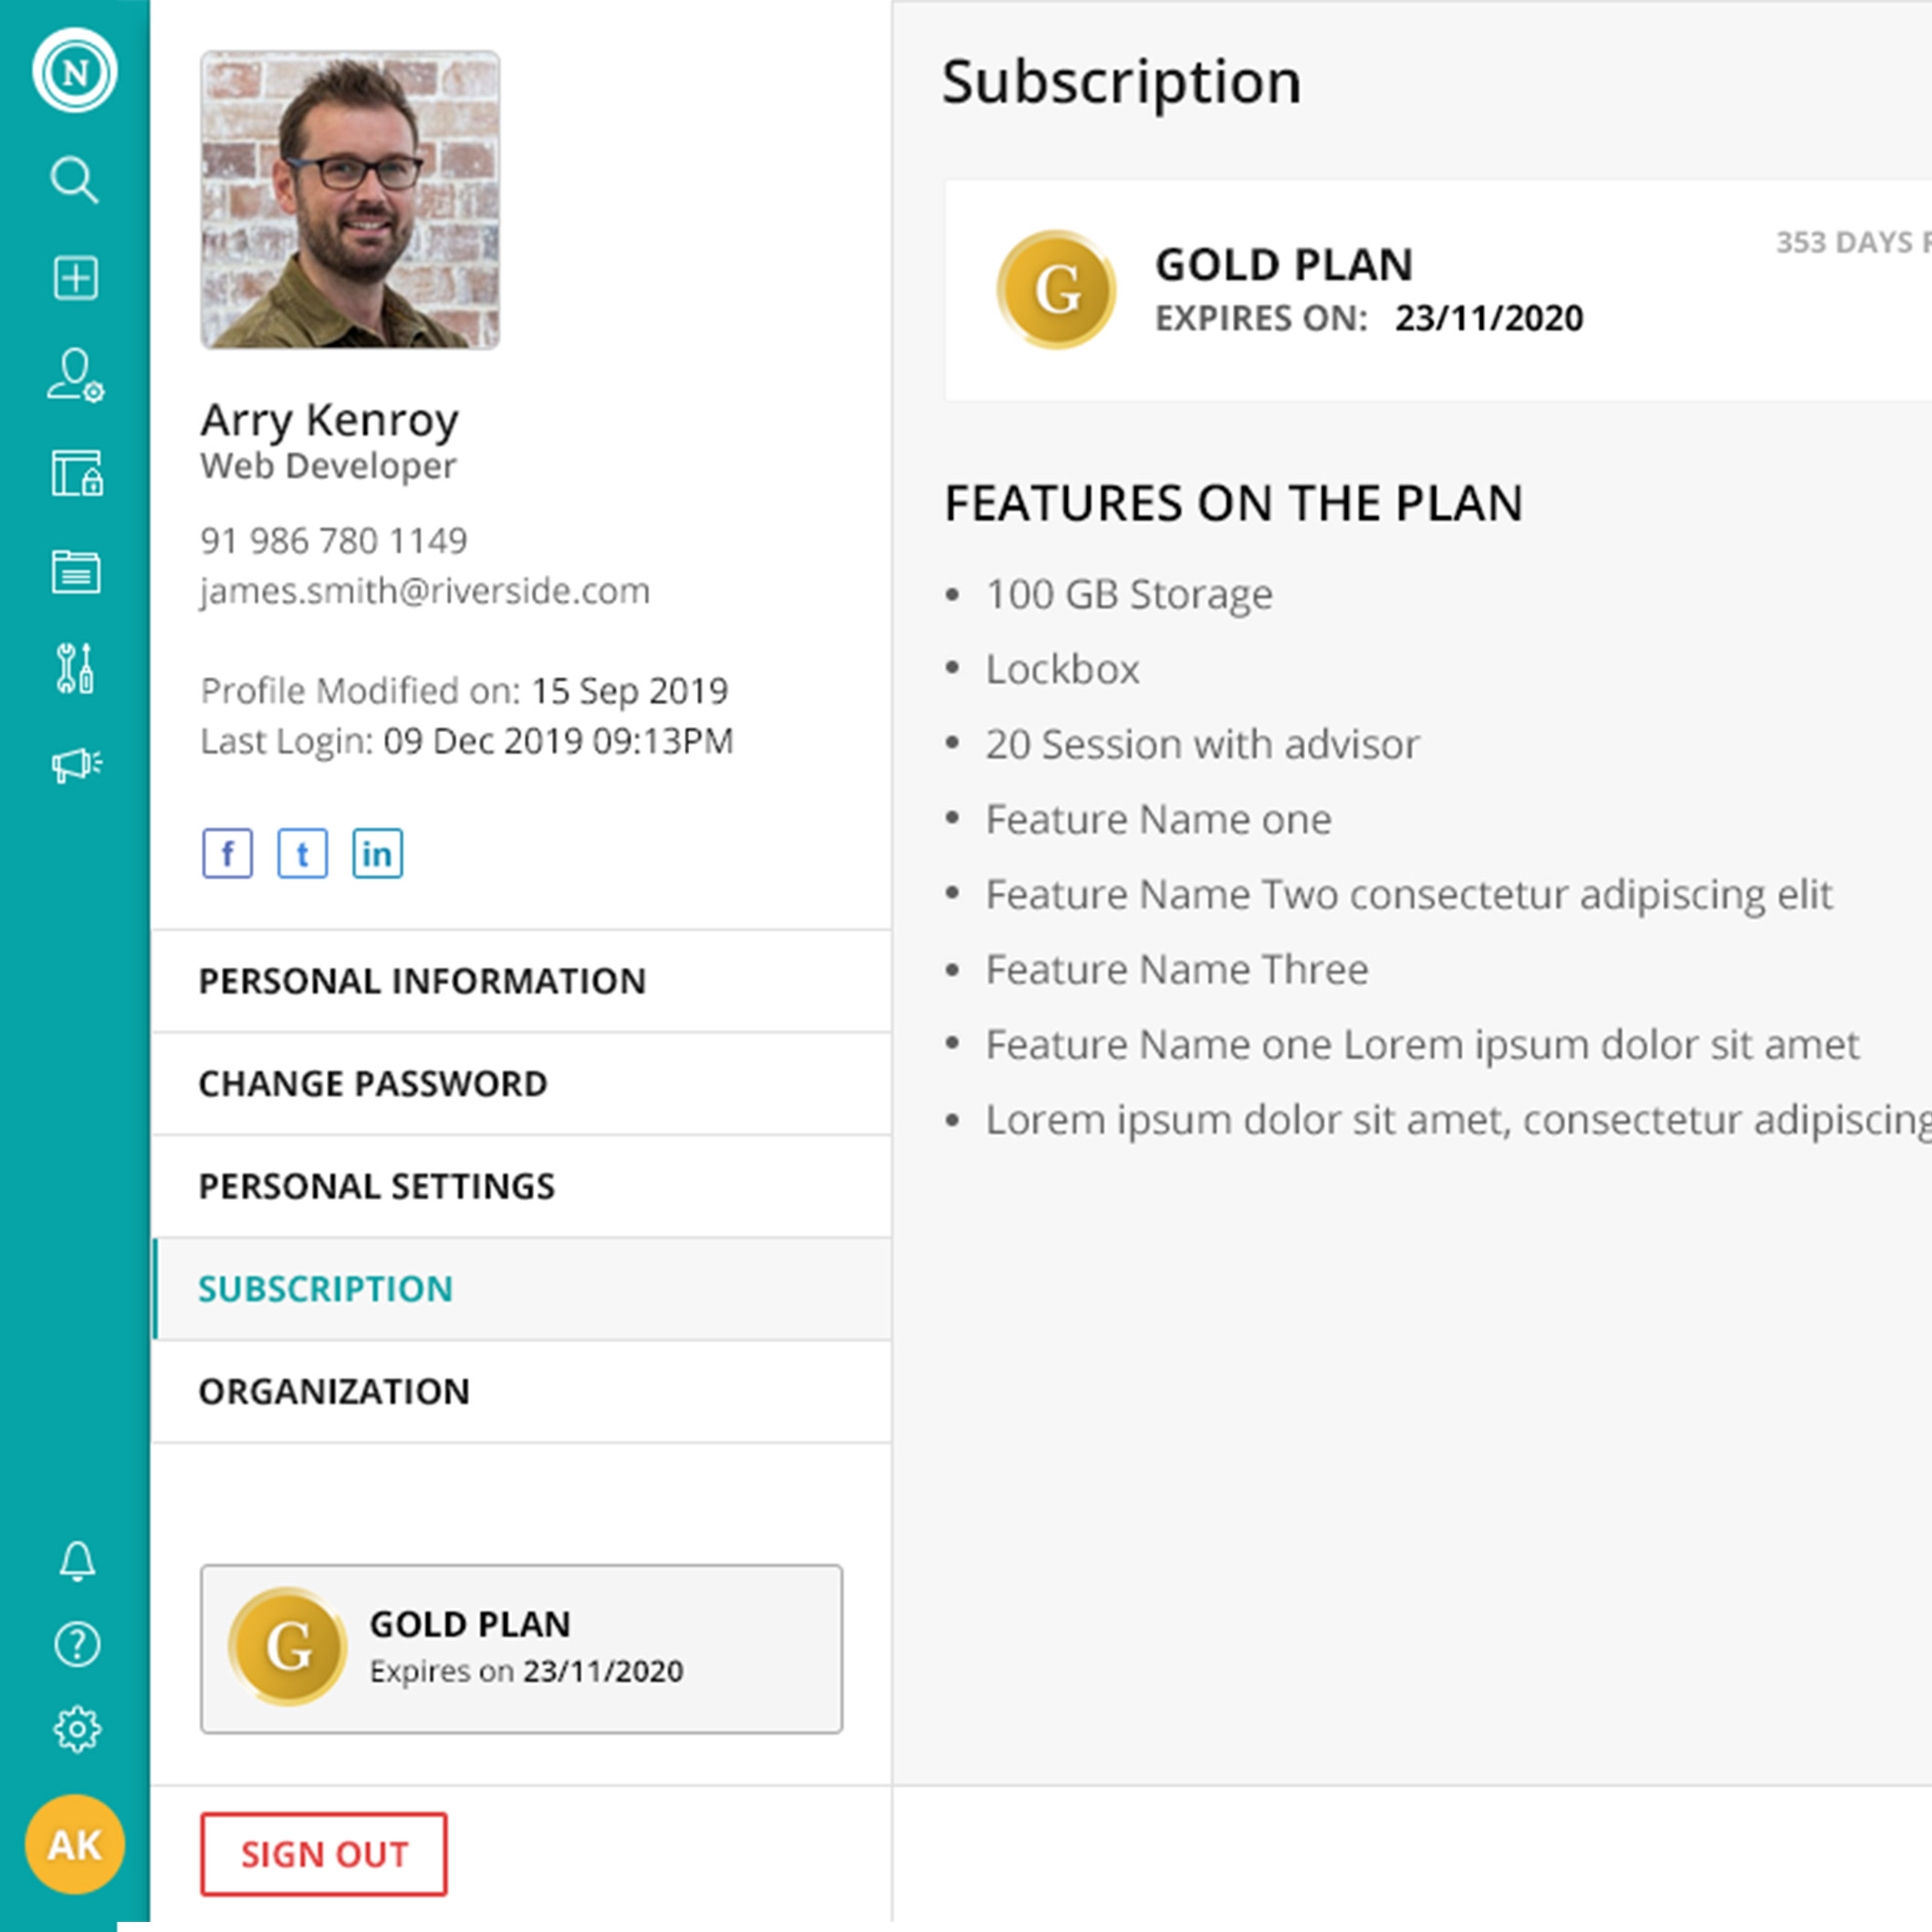 N
Arry Kenroy
Web Developer
91 986 780 1149
james.smith@riverside.com
Profile Modified on: 15 Sep 2019
Last Login: 09 Dec 2019 09:13PM
f t in
PERSONAL INFORMATION
CHANGE PASSWORD
PERSONAL SETTINGS
SUBSCRIPTION
ORGANIZATION
G
GOLD PLAN
Expires on 23/11/2020
?
AK
SIGN OUT
Subscription
G
GOLD PLAN
EXPIRES ON: 23/11/2020
353 DAYS
FEATURES ON THE PLAN
• 100 GB Storage
• Lockbox
• 20 Session with advisor
• Feature Name one
• Feature Name Two consectetur adipiscing elit
• Feature Name Three
• Feature Name one Lorem ipsum dolor sit amet
• Lorem ipsum dolor sit amet, consectetur adipiscing